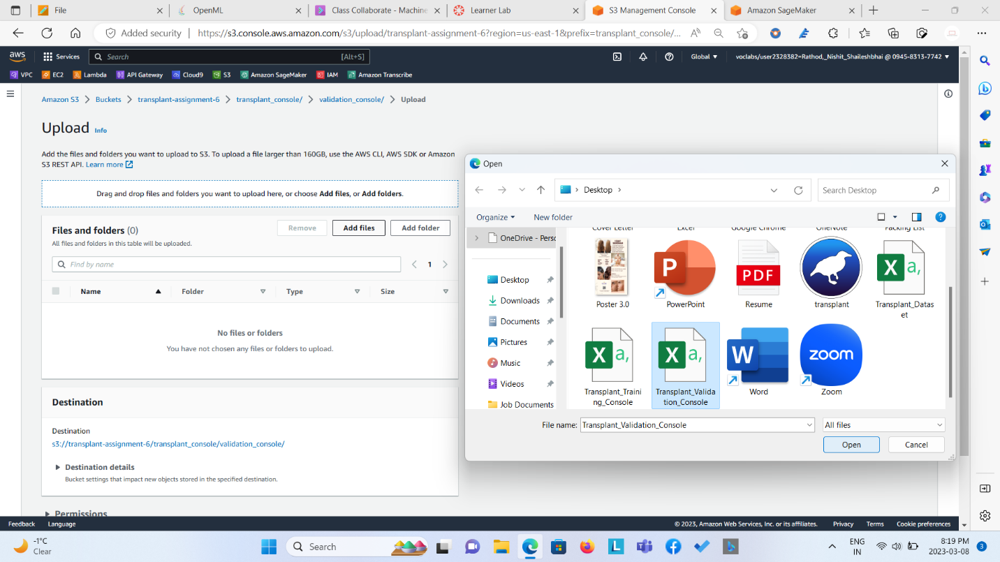 File
OpenML
Class Collaborate - Machine
Learner Lab
S3 Management Console
Amazon SageMaker
Added security
https://s3.console.aws.amazon.com/s3/upload/transplant-assignment-6?region=us-east-1&prefix=transplant_console/...
aws
Services
Search
[Alt+S]
Global
voclabs/user2328382=Rathod,_Nishit_Shaileshbhai @ 0945-8313-7742
VPC
EC2
Lambda
API Gateway
Cloud9
S3
Amazon SageMaker
IAM
Amazon Transcribe
Amazon S3
Buckets
transplant-assignment-6
transplant_console/
validation_console/
Upload
Upload
Info
Add the files and folders you want to upload to S3. To upload a file larger than 160GB, use the AWS CLI, AWS SDK or Amazon
S3 REST API. Learn more
Drag and drop files and folders you want to upload here, or choose Add files, or Add folders.
Files and folders (0)
All files and folders in this table will be uploaded.
Remove
Add files
Add folder
Find by name
1
Name
Folder
Type
Size
No files or folders
You have not chosen any files or folders to upload.
Destination
Destination
s3://transplant-assignment-6/transplant_console/validation_console/
Destination details
Bucket settings that impact new objects stored in the specified destination.
Permissions
Open
Desktop
Search Desktop
Organize
New folder
OneDrive - Perso
Desktop
Downloads
Documents
Pictures
Music
Videos
Job Documents
Cover Letter
Excel
Google Chrome
OneNote
Packing List
Poster 3.0
P
PowerPoint
PDF
Resume
transplant
X a,
Transplant_Datas
et
X a,
Transplant_Traini
ng_Console
X a,
Transplant_Valida
tion_Console
W
Word
zoom
Zoom
File name:
Transplant_Validation_Console
All files
Open
Cancel
Feedback
Language
© 2023, Amazon Web Services, Inc. or its affiliates.
Privacy
Terms
Cookie preferences
-1°C
Clear
Search
L
ENG
IN
8:19 PM
2023-03-08
3